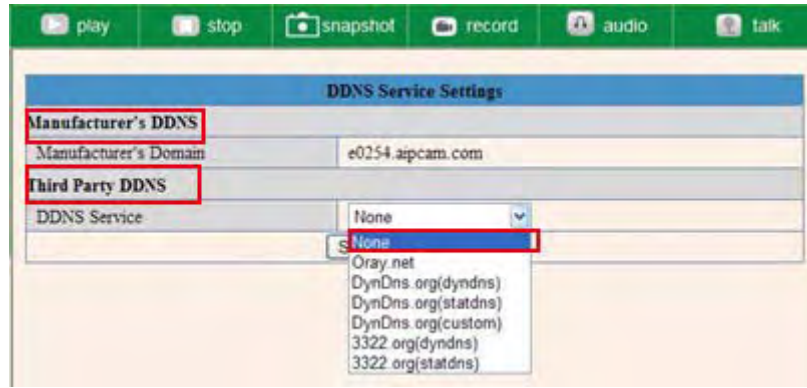 play stop snapshot record audio talk
DDNS Service Settings
Manufacturer's DDNS
Manufacturer's Domain e0254.aipcam.com
Third Party DDNS
DDNS Service None
S None
Oray.net
DynDns.org(dyndns)
DynDns.org(statdns)
DynDns.org(custom)
3322.org(dyndns)
3322.org(statdns)